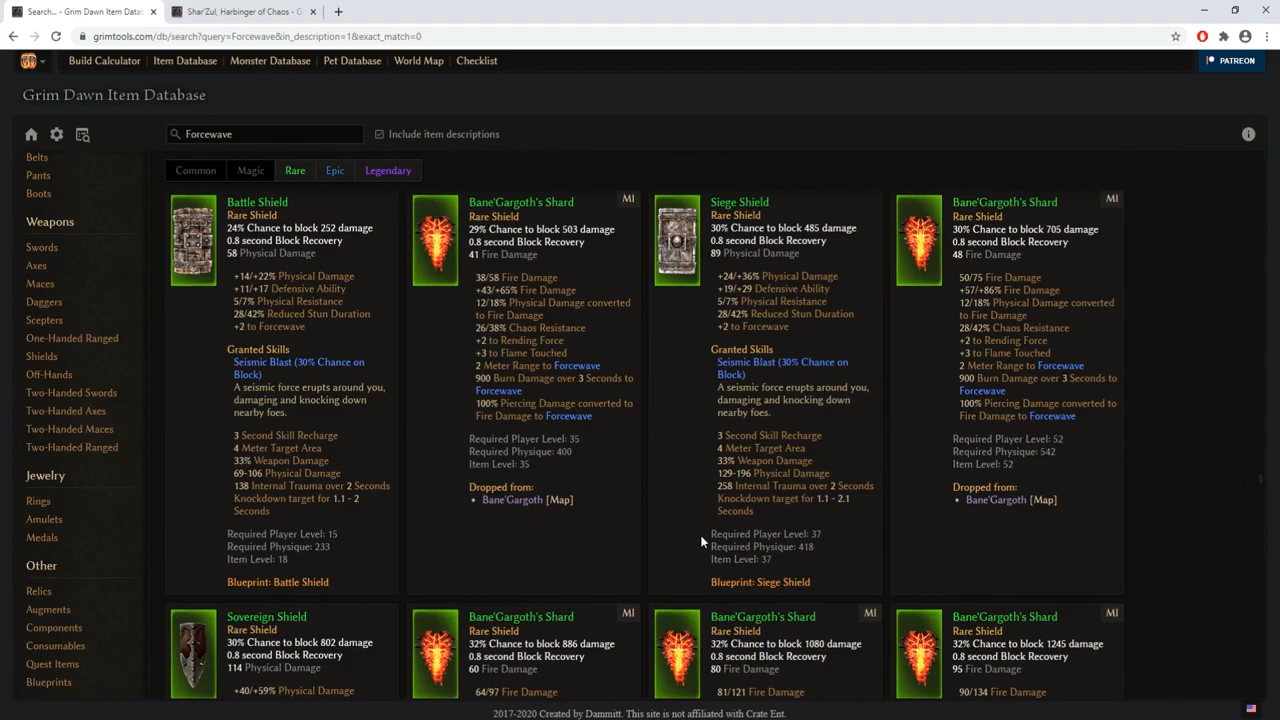 Search... - Grim Dawn Item Datab
Shar'Zul, Harbinger of Chaos - G
grimtools.com/db/search?query=Forcewave&in_description=1&exact_match=0
GD
Build Calculator
Item Database
Monster Database
Pet Database
World Map
Checklist
PATREON
Grim Dawn Item Database
Forcewave
Include item descriptions
Belts
Pants
Boots
Weapons
Swords
Axes
Maces
Daggers
Scepters
One-Handed Ranged
Shields
Off-Hands
Two-Handed Swords
Two-Handed Axes
Two-Handed Maces
Two-Handed Ranged
Jewelry
Rings
Amulets
Medals
Other
Relics
Augments
Components
Consumables
Quest Items
Blueprints
Common
Magic
Rare
Epic
Legendary
Battle Shield
Rare Shield
24% Chance to block 252 damage
0.8 second Block Recovery
58 Physical Damage
+14/+22% Physical Damage
+11/+17 Defensive Ability
5/7% Physical Resistance
28/42% Reduced Stun Duration
+2 to Forcewave
Granted Skills
Seismic Blast (30% Chance on
Block)
A seismic force erupts around you,
damaging and knocking down
nearby foes.
3 Second Skill Recharge
4 Meter Target Area
33% Weapon Damage
69-106 Physical Damage
138 Internal Trauma over 2 Seconds
Knockdown target for 1.1 - 2
Seconds
Required Player Level: 15
Required Physique: 233
Item Level: 18
Blueprint: Battle Shield
MI
Bane'Gargoth's Shard
Rare Shield
29% Chance to block 503 damage
0.8 second Block Recovery
41 Fire Damage
38/58 Fire Damage
+43/+65% Fire Damage
12/18% Physical Damage converted
to Fire Damage
26/38% Chaos Resistance
+2 to Rending Force
+3 to Flame Touched
2 Meter Range to Forcewave
900 Burn Damage over 3 Seconds to
Forcewave
100% Piercing Damage converted to
Fire Damage to Forcewave
Required Player Level: 35
Required Physique: 400
Item Level: 35
Dropped from:
• Bane'Gargoth [Map]
Siege Shield
Rare Shield
30% Chance to block 485 damage
0.8 second Block Recovery
89 Physical Damage
+24/+36% Physical Damage
+19/+29 Defensive Ability
5/7% Physical Resistance
28/42% Reduced Stun Duration
+2 to Forcewave
Granted Skills
Seismic Blast (30% Chance on
Block)
A seismic force erupts around you,
damaging and knocking down
nearby foes.
3 Second Skill Recharge
4 Meter Target Area
33% Weapon Damage
129-196 Physical Damage
258 Internal Trauma over 2 Seconds
Knockdown target for 1.1 - 2.1
Seconds
Required Player Level: 37
Required Physique: 418
Item Level: 37
Blueprint: Siege Shield
MI
Bane'Gargoth's Shard
Rare Shield
30% Chance to block 705 damage
0.8 second Block Recovery
48 Fire Damage
50/75 Fire Damage
+57/+86% Fire Damage
12/18% Physical Damage converted
to Fire Damage
28/42% Chaos Resistance
+2 to Rending Force
+3 to Flame Touched
2 Meter Range to Forcewave
900 Burn Damage over 3 Seconds to
Forcewave
100% Piercing Damage converted to
Fire Damage to Forcewave
Required Player Level: 52
Required Physique: 542
Item Level: 52
Dropped from:
• Bane'Gargoth [Map]
Sovereign Shield
Rare Shield
30% Chance to block 802 damage
0.8 second Block Recovery
114 Physical Damage
+40/+59% Physical Damage
MI
Bane'Gargoth's Shard
Rare Shield
32% Chance to block 886 damage
0.8 second Block Recovery
60 Fire Damage
64/97 Fire Damage
MI
Bane'Gargoth's Shard
Rare Shield
32% Chance to block 1080 damage
0.8 second Block Recovery
80 Fire Damage
81/121 Fire Damage
MI
Bane'Gargoth's Shard
Rare Shield
32% Chance to block 1245 damage
0.8 second Block Recovery
95 Fire Damage
90/134 Fire Damage
2017-2020 Created by Dammitt. This site is not affiliated with Crate Ent.